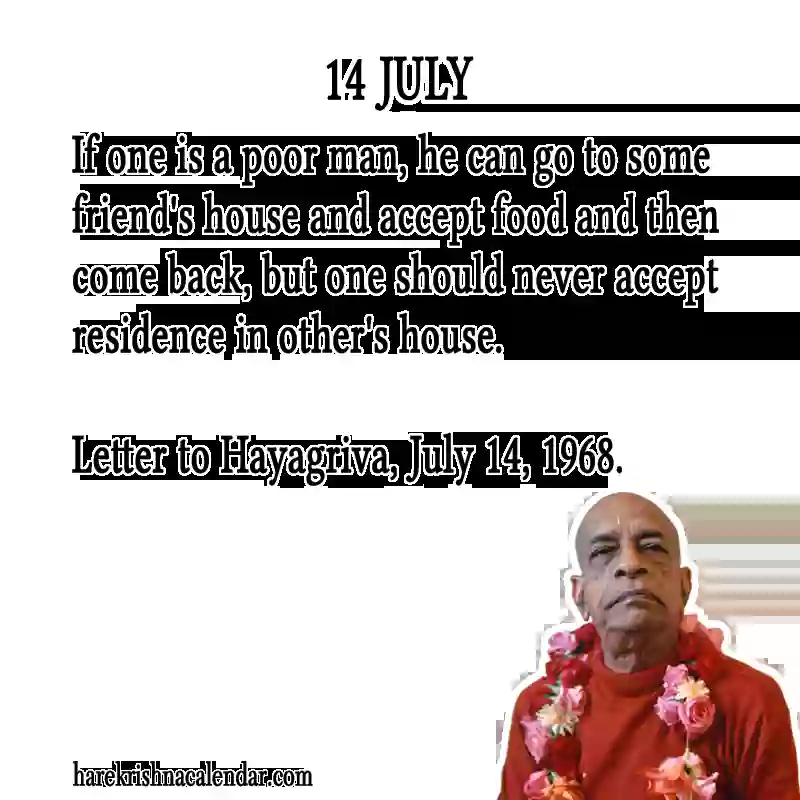 14 JULY
If one is a poor man, he can go to some
friend's house and accept food and then
come back, but one should never accept
residence in other's house.
Letter to Hayagriva, July 14, 1968.
harekrishnacalendar.com